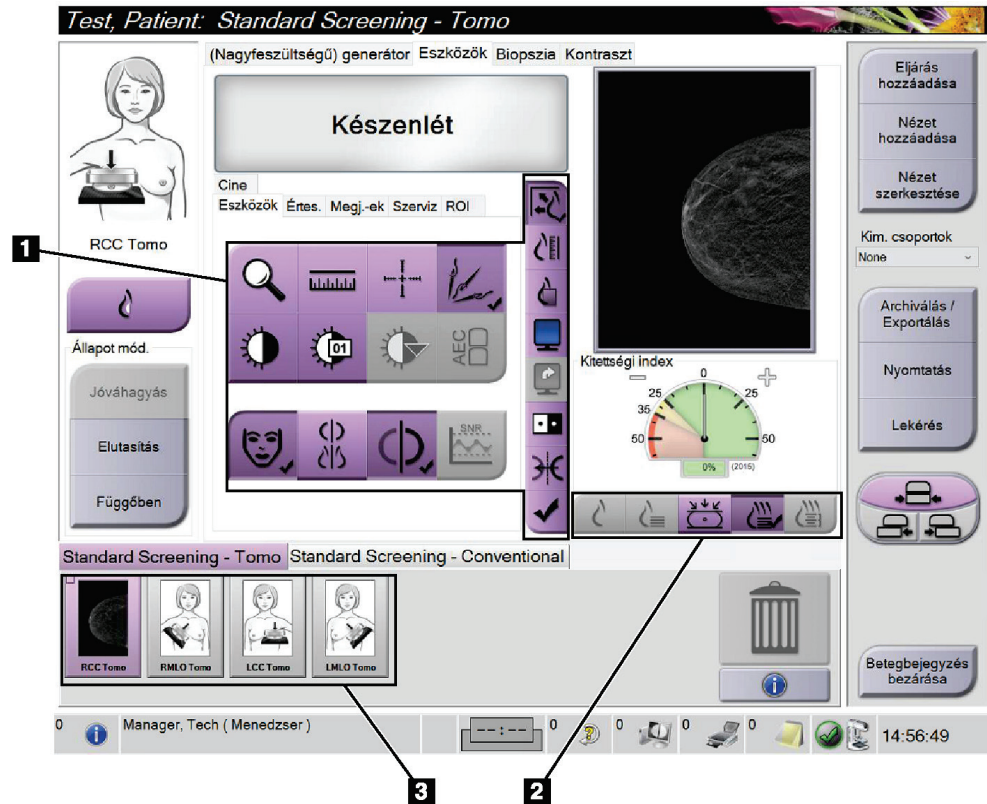 Test, Patient: Standard Screening - Tomo
(Nagyfeszültségű) generátor Eszközök Biopszia Kontraszt
Készenlét
Cine
Eszközök Értes. Megj.-ek Szerviz ROI
1
RCC Tomo
Állapot mód.
Jóváhagyás
Elutasítás
Függőben
01
AEC
SNR
Kitettségi index
0
25 25
35
50 50
0% (2015)
Eljárás
hozzáadása
Nézet
hozzáadása
Nézet
szerkesztése
Kim. csoportok
None
Archiválás /
Exportálás
Nyomtatás
Lekérés
Standard Screening - Tomo Standard Screening - Conventional
RCC Tomo RMLO Tomo LCC Tomo LMLO Tomo
Betegbejegyzés
bezárása
0 Manager, Tech ( Menedzser ) --:-- 0 0 0 0 14:56:49
3 2